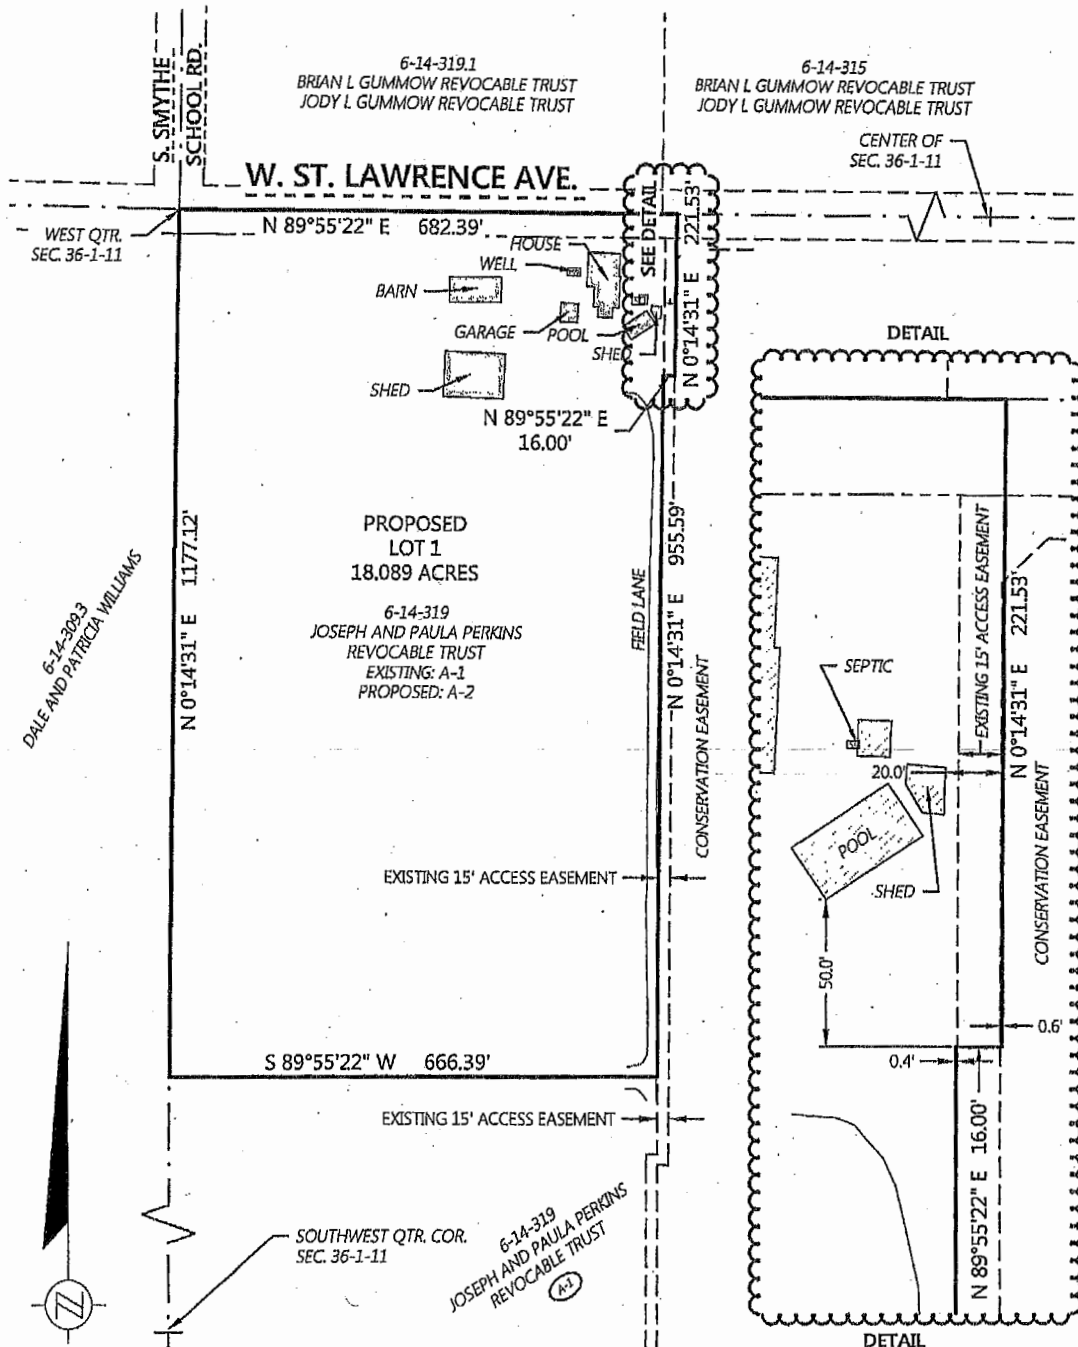 S. SMYTHE
SCHOOL RD.
6-14-319.1
BRIAN L GUMMOW REVOCABLE TRUST
JODY L GUMMOW REVOCABLE TRUST
6-14-315
BRIAN L GUMMOW REVOCABLE TRUST
JODY L GUMMOW REVOCABLE TRUST
CENTER OF
SEC. 36-1-11
W. ST. LAWRENCE AVE.
WEST QTR.
SEC. 36-1-11
N 89°55'22" E 682.39'
SEE DETAIL
N 0°14'31" E 221.53'
HOUSE
WELL
BARN
GARAGE
POOL
SHED
SHED
N 89°55'22" E
16.00'
PROPOSED
LOT 1
18.089 ACRES
6-14-319
JOSEPH AND PAULA PERKINS
REVOCABLE TRUST
EXISTING: A-1
PROPOSED: A-2
N 0°14'31" E 1177.12'
6-14-309.3
DALE AND PATRICIA WILLIAMS
FIELD LANE
N 0°14'31" E 955.59'
CONSERVATION EASEMENT
EXISTING 15' ACCESS EASEMENT
S 89°55'22" W 666.39'
EXISTING 15' ACCESS EASEMENT
SOUTHWEST QTR. COR.
SEC. 36-1-11
6-14-319
JOSEPH AND PAULA PERKINS
REVOCABLE TRUST
A-1
N
DETAIL
EXISTING 15' ACCESS EASEMENT
N 0°14'31" E 221.53'
SEPTIC
20.0'
POOL
SHED
CONSERVATION EASEMENT
50.0'
0.6'
0.4'
N 89°55'22" E 16.00'
DETAIL